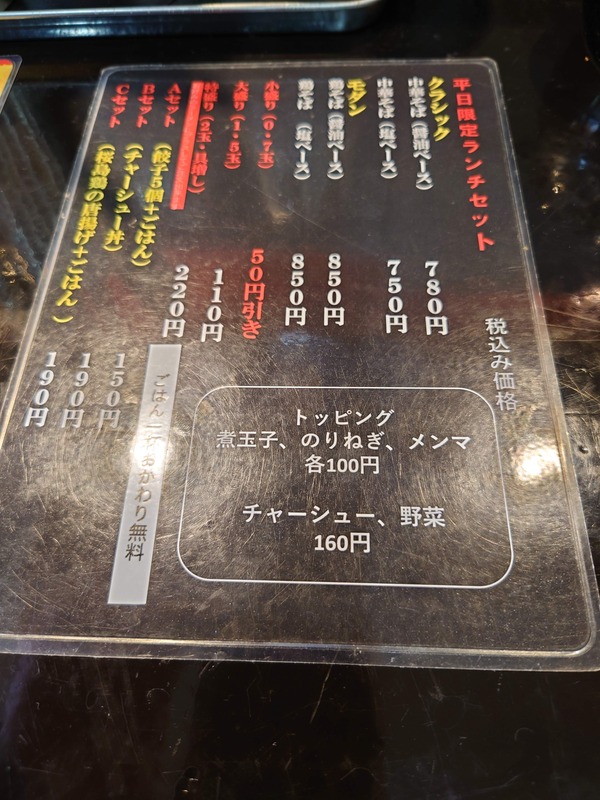 平日限定ランチセット
税込み価格
クラシック
中華そば(醤油ベース) 780円
中華そば(塩ベース) 750円
モダン
鶏そば(醤油ベース) 850円
鶏そば(塩ベース) 850円
小盛り(0・7玉) 50円引き
大盛り(1・5玉) 110円
特盛り(2玉・具増し) 220円
Aセット(餃子5個+ごはん) 150円
Bセット(チャーシュー丼) 190円
Cセット(桜島鶏の唐揚げ+ごはん) 190円
ごはん一杯おかわり無料
トッピング
煮玉子、のりねぎ、メンマ
各100円
チャーシュー、野菜
160円